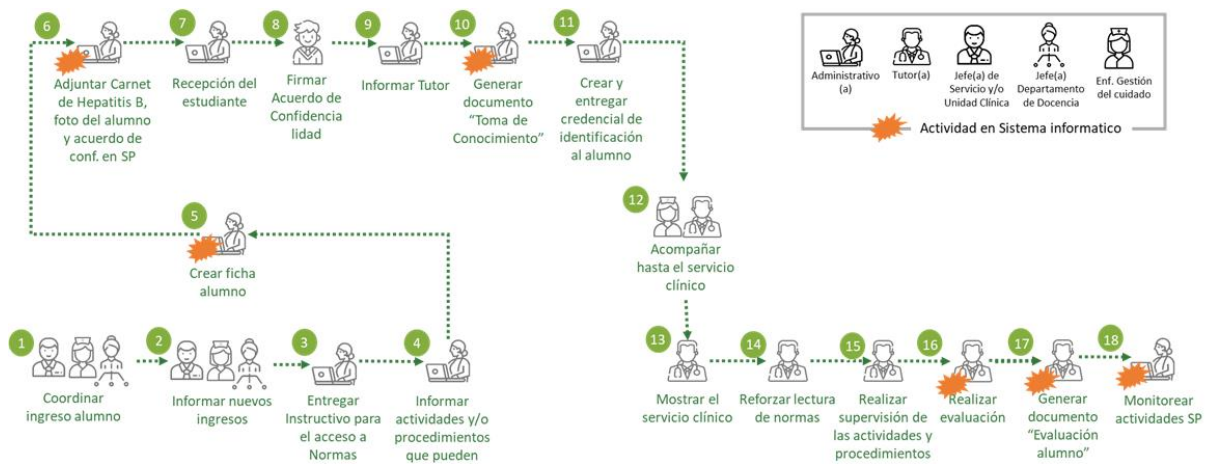 6
7
8
9
10
11
Adjuntar Carnet
de Hepatitis B,
foto del alumno
y acuerdo de
conf. en SP
Recepción del
estudiante
Firmar
Acuerdo de
Confidencia
lidad
Informar Tutor
Generar
documento
“Toma de
Conocimiento”
Crear y
entregar
credencial de
identificación
al alumno
Administrativo
(a)
Tutor(a)
Jefe(a) de
Servicio y/o
Unidad Clínica
Jefe(a)
Departamento
de Docencia
Enf. Gestión
del cuidado
Actividad en Sistema informatico
5
Crear ficha
alumno
12
Acompañar
hasta el servicio
clínico
1
2
3
4
Coordinar
ingreso alumno
Informar nuevos
ingresos
Entregar
Instructivo para
el acceso a
Normas
Informar
actividades y/o
procedimientos
que pueden
13
14
15
16
17
18
Mostrar el
servicio clínico
Reforzar lectura
de normas
Realizar
supervisión de
las actividades y
procedimientos
Realizar
evaluación
Generar
documento
“Evaluación
alumno”
Monitorear
actividades SP